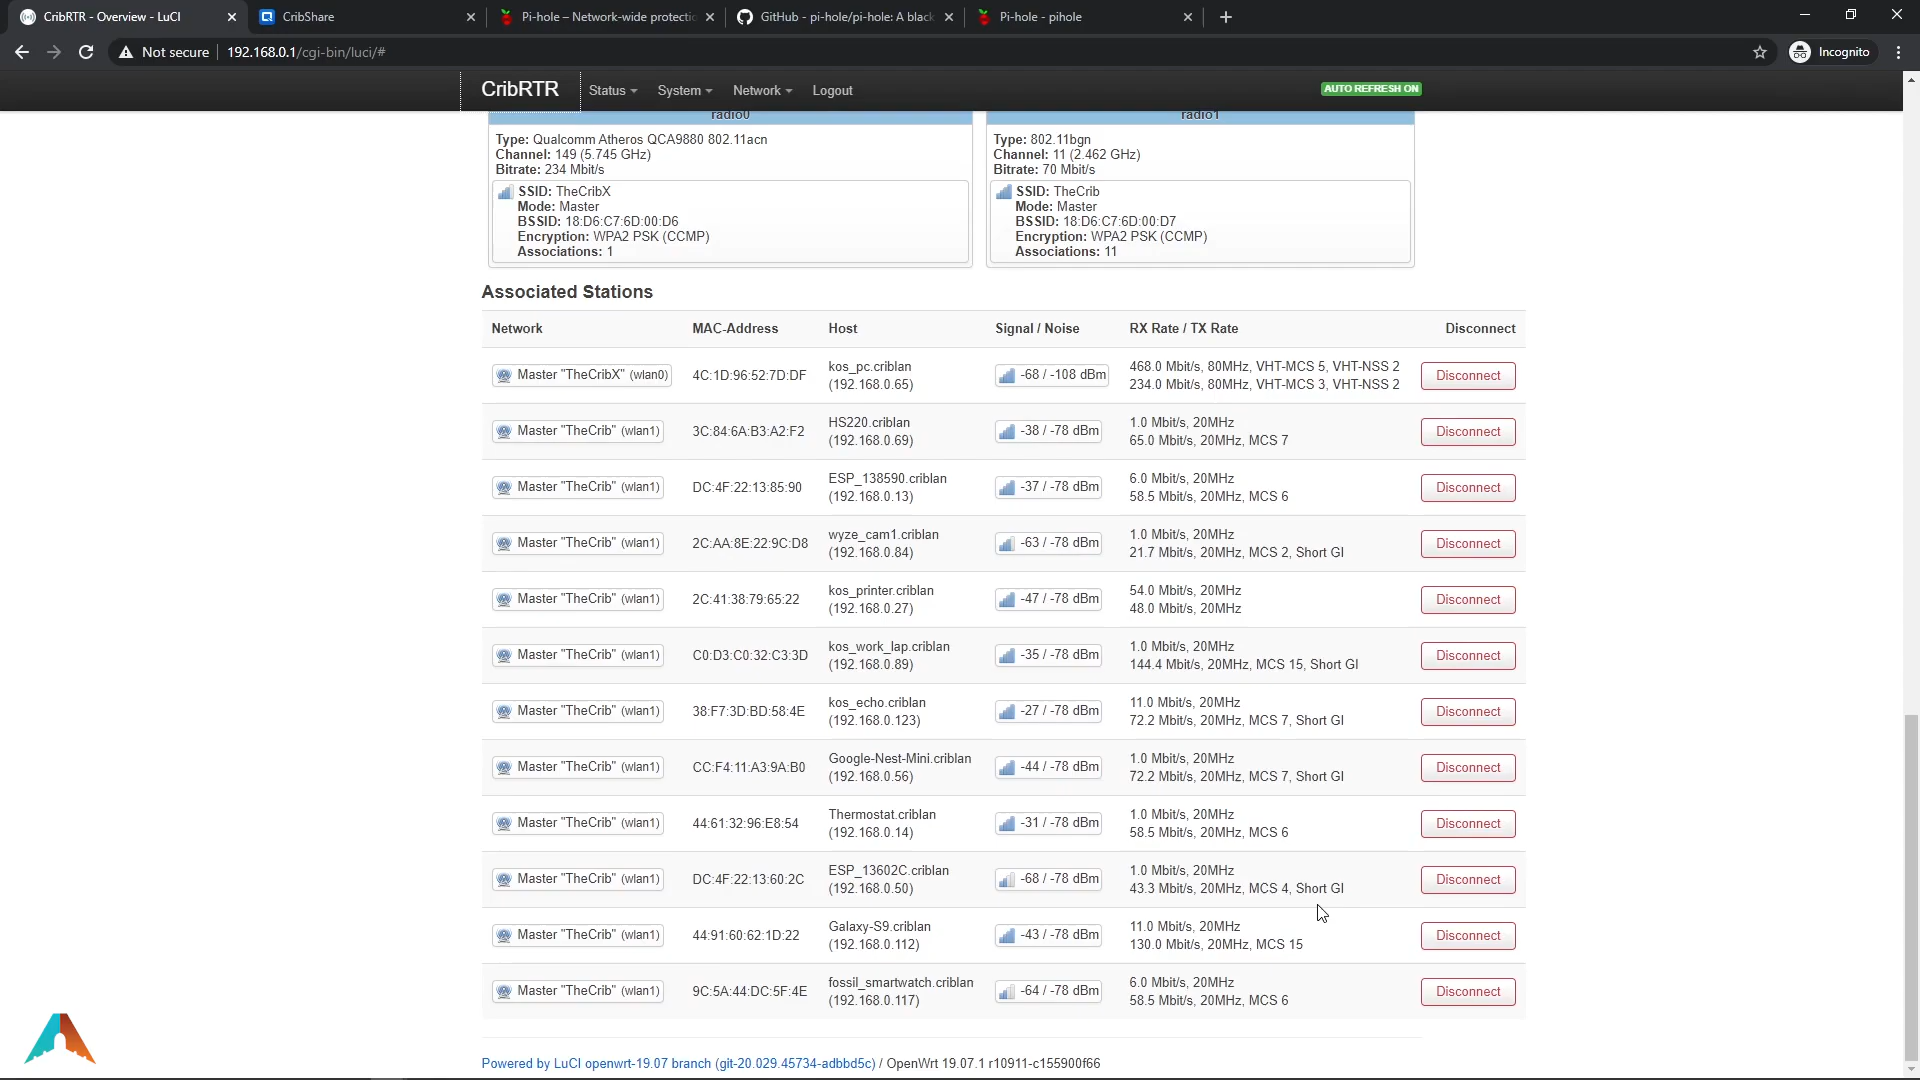 CribRTR - Overview - LuCI
CribShare
Pi-hole – Network-wide protectio
GitHub - pi-hole/pi-hole: A black
Pi-hole - pihole
Not secure 192.168.0.1/cgi-bin/luci/#
Incognito
CribRTR Status System Network Logout AUTO REFRESH ON
radio0
Type: Qualcomm Atheros QCA9880 802.11acn
Channel: 149 (5.745 GHz)
Bitrate: 234 Mbit/s
SSID: TheCribX
Mode: Master
BSSID: 18:D6:C7:6D:00:D6
Encryption: WPA2 PSK (CCMP)
Associations: 1
radio1
Type: 802.11bgn
Channel: 11 (2.462 GHz)
Bitrate: 70 Mbit/s
SSID: TheCrib
Mode: Master
BSSID: 18:D6:C7:6D:00:D7
Encryption: WPA2 PSK (CCMP)
Associations: 11
Associated Stations
Network MAC-Address Host Signal / Noise RX Rate / TX Rate Disconnect
Master "TheCribX" (wlan0) 4C:1D:96:52:7D:DF kos_pc.criblan (192.168.0.65) -68 / -108 dBm 468.0 Mbit/s, 80MHz, VHT-MCS 5, VHT-NSS 2
234.0 Mbit/s, 80MHz, VHT-MCS 3, VHT-NSS 2 Disconnect
Master "TheCrib" (wlan1) 3C:84:6A:B3:A2:F2 HS220.criblan (192.168.0.69) -38 / -78 dBm 1.0 Mbit/s, 20MHz
65.0 Mbit/s, 20MHz, MCS 7 Disconnect
Master "TheCrib" (wlan1) DC:4F:22:13:85:90 ESP_138590.criblan (192.168.0.13) -37 / -78 dBm 6.0 Mbit/s, 20MHz
58.5 Mbit/s, 20MHz, MCS 6 Disconnect
Master "TheCrib" (wlan1) 2C:AA:8E:22:9C:D8 wyze_cam1.criblan (192.168.0.84) -63 / -78 dBm 1.0 Mbit/s, 20MHz
21.7 Mbit/s, 20MHz, MCS 2, Short GI Disconnect
Master "TheCrib" (wlan1) 2C:41:38:79:65:22 kos_printer.criblan (192.168.0.27) -47 / -78 dBm 54.0 Mbit/s, 20MHz
48.0 Mbit/s, 20MHz Disconnect
Master "TheCrib" (wlan1) C0:D3:C0:32:C3:3D kos_work_lap.criblan (192.168.0.89) -35 / -78 dBm 1.0 Mbit/s, 20MHz
144.4 Mbit/s, 20MHz, MCS 15, Short GI Disconnect
Master "TheCrib" (wlan1) 38:F7:3D:BD:58:4E kos_echo.criblan (192.168.0.123) -27 / -78 dBm 11.0 Mbit/s, 20MHz
72.2 Mbit/s, 20MHz, MCS 7, Short GI Disconnect
Master "TheCrib" (wlan1) CC:F4:11:A3:9A:B0 Google-Nest-Mini.criblan (192.168.0.56) -44 / -78 dBm 1.0 Mbit/s, 20MHz
72.2 Mbit/s, 20MHz, MCS 7, Short GI Disconnect
Master "TheCrib" (wlan1) 44:61:32:96:E8:54 Thermostat.criblan (192.168.0.14) -31 / -78 dBm 1.0 Mbit/s, 20MHz
58.5 Mbit/s, 20MHz, MCS 6 Disconnect
Master "TheCrib" (wlan1) DC:4F:22:13:60:2C ESP_13602C.criblan (192.168.0.50) -68 / -78 dBm 1.0 Mbit/s, 20MHz
43.3 Mbit/s, 20MHz, MCS 4, Short GI Disconnect
Master "TheCrib" (wlan1) 44:91:60:62:1D:22 Galaxy-S9.criblan (192.168.0.112) -43 / -78 dBm 11.0 Mbit/s, 20MHz
130.0 Mbit/s, 20MHz, MCS 15 Disconnect
Master "TheCrib" (wlan1) 9C:5A:44:DC:5F:4E fossil_smartwatch.criblan (192.168.0.117) -64 / -78 dBm 6.0 Mbit/s, 20MHz
58.5 Mbit/s, 20MHz, MCS 6 Disconnect
Powered by LuCI openwrt-19.07 branch (git-20.029.45734-adbbd5c) / OpenWrt 19.07.1 r10911-c155900f66